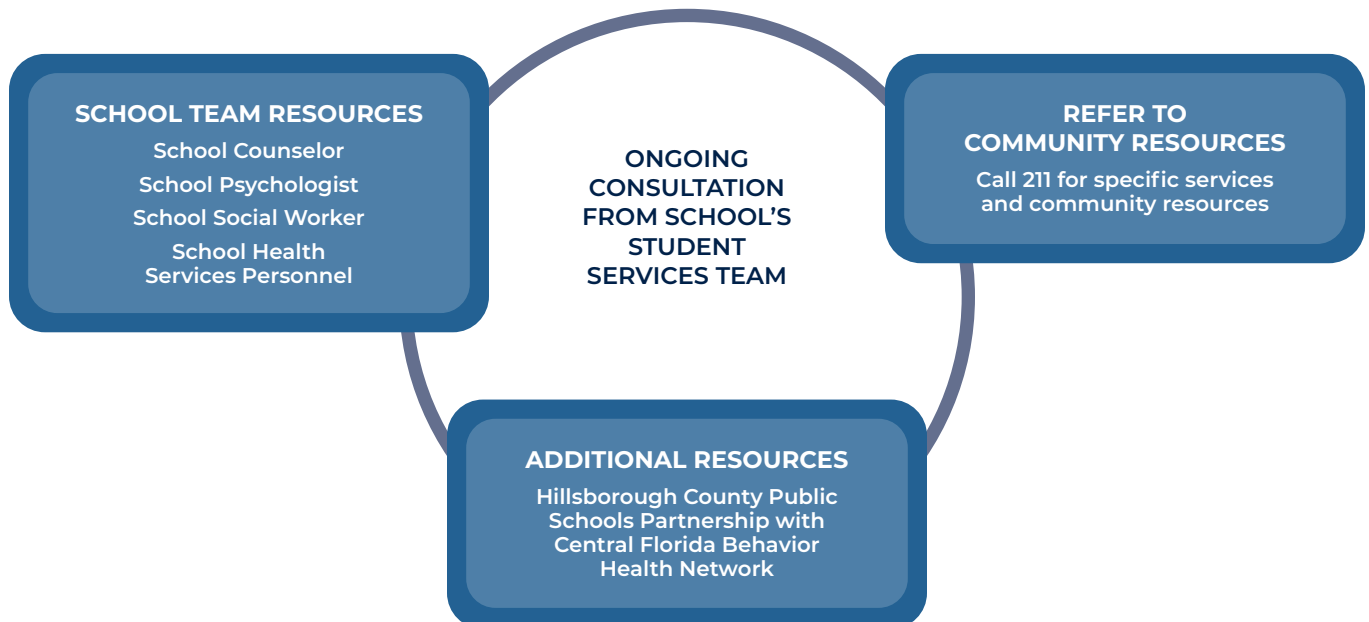 SCHOOL TEAM RESOURCES
School Counselor
School Psychologist
School Social Worker
School Health
Services Personnel
ONGOING
CONSULTATION
FROM SCHOOL’S
STUDENT
SERVICES TEAM
REFER TO
COMMUNITY RESOURCES
Call 211 for specific services
and community resources
ADDITIONAL RESOURCES
Hillsborough County Public
Schools Partnership with
Central Florida Behavior
Health Network